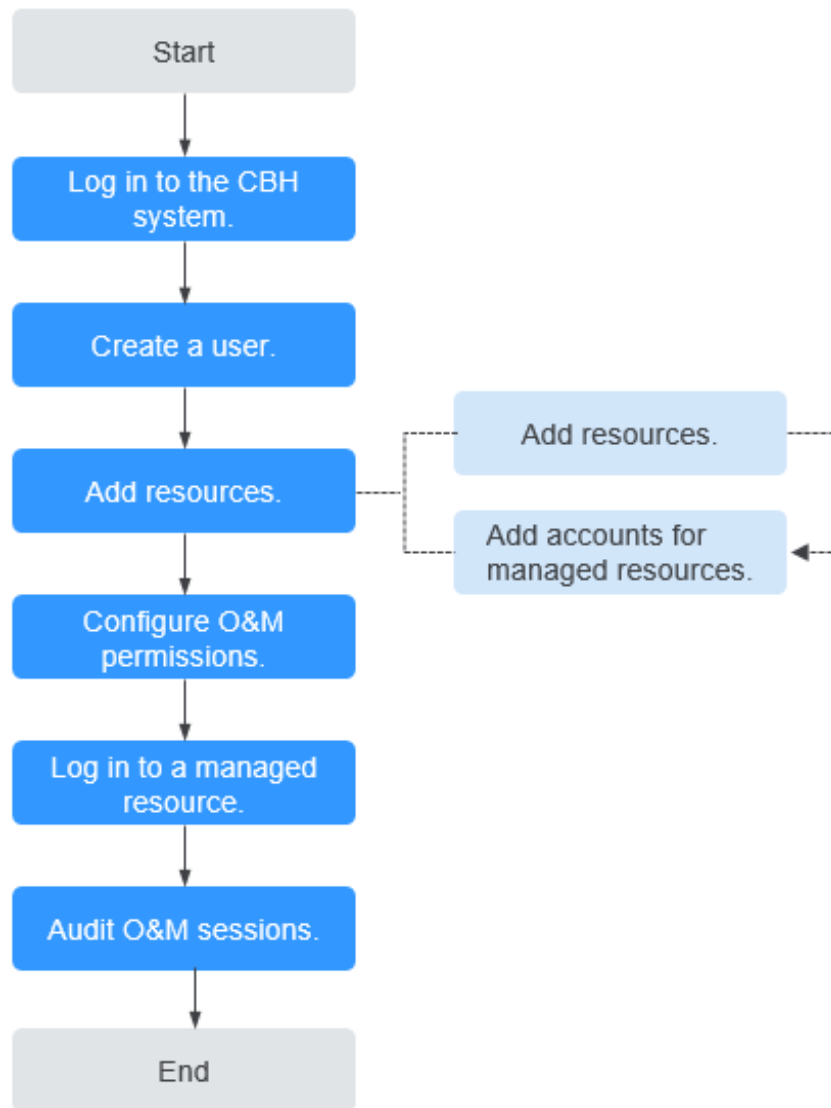 Start
Log in to the CBH
system.
Create a user.
Add resources.
Add resources.
Add accounts for
managed resources.
Configure O&M
permissions.
Log in to a managed
resource.
Audit O&M sessions.
End